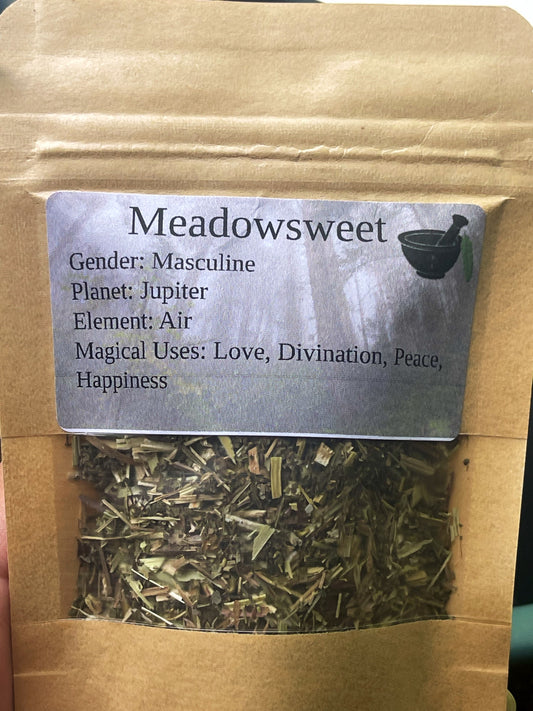 Meadowsweet
Gender: Masculine
Planet: Jupiter
Element: Air
Magical Uses: Love, Divination, Peace,
Happiness